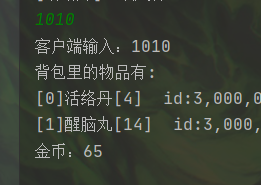 1010
客户端输入：1010
背包里的物品有:
[0]活络丹[4]  id:3,000,0
[1]醒脑丸[14]  id:3,000,
金币：65